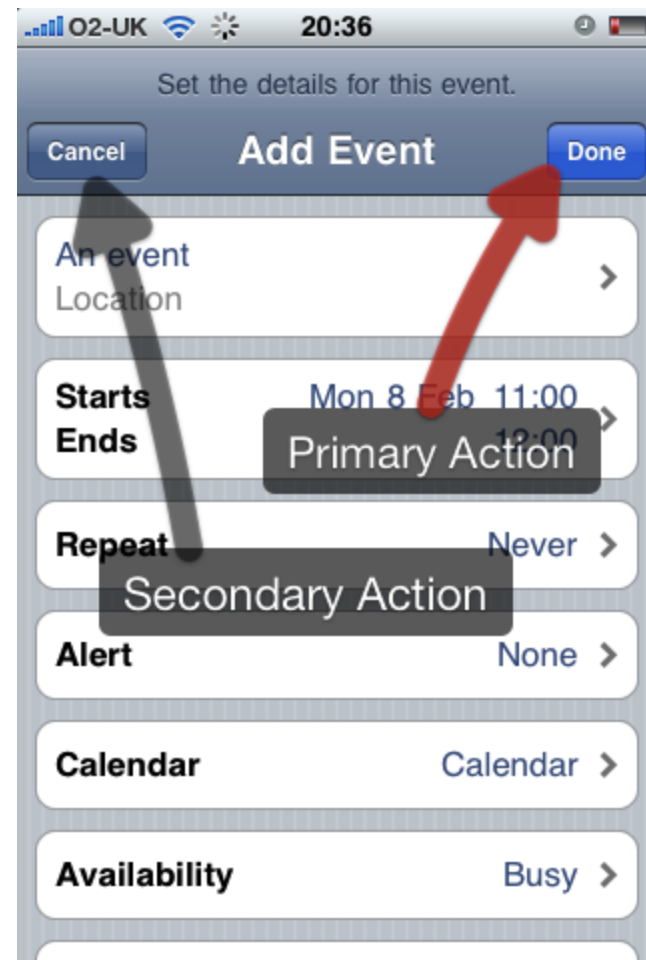 O2-UK 20:36
Set the details for this event.
Cancel Add Event Done
An event
Location
Starts Mon 8 Feb 11:00
Ends 12:00
Primary Action
Repeat Never
Secondary Action
Alert None
Calendar Calendar
Availability Busy